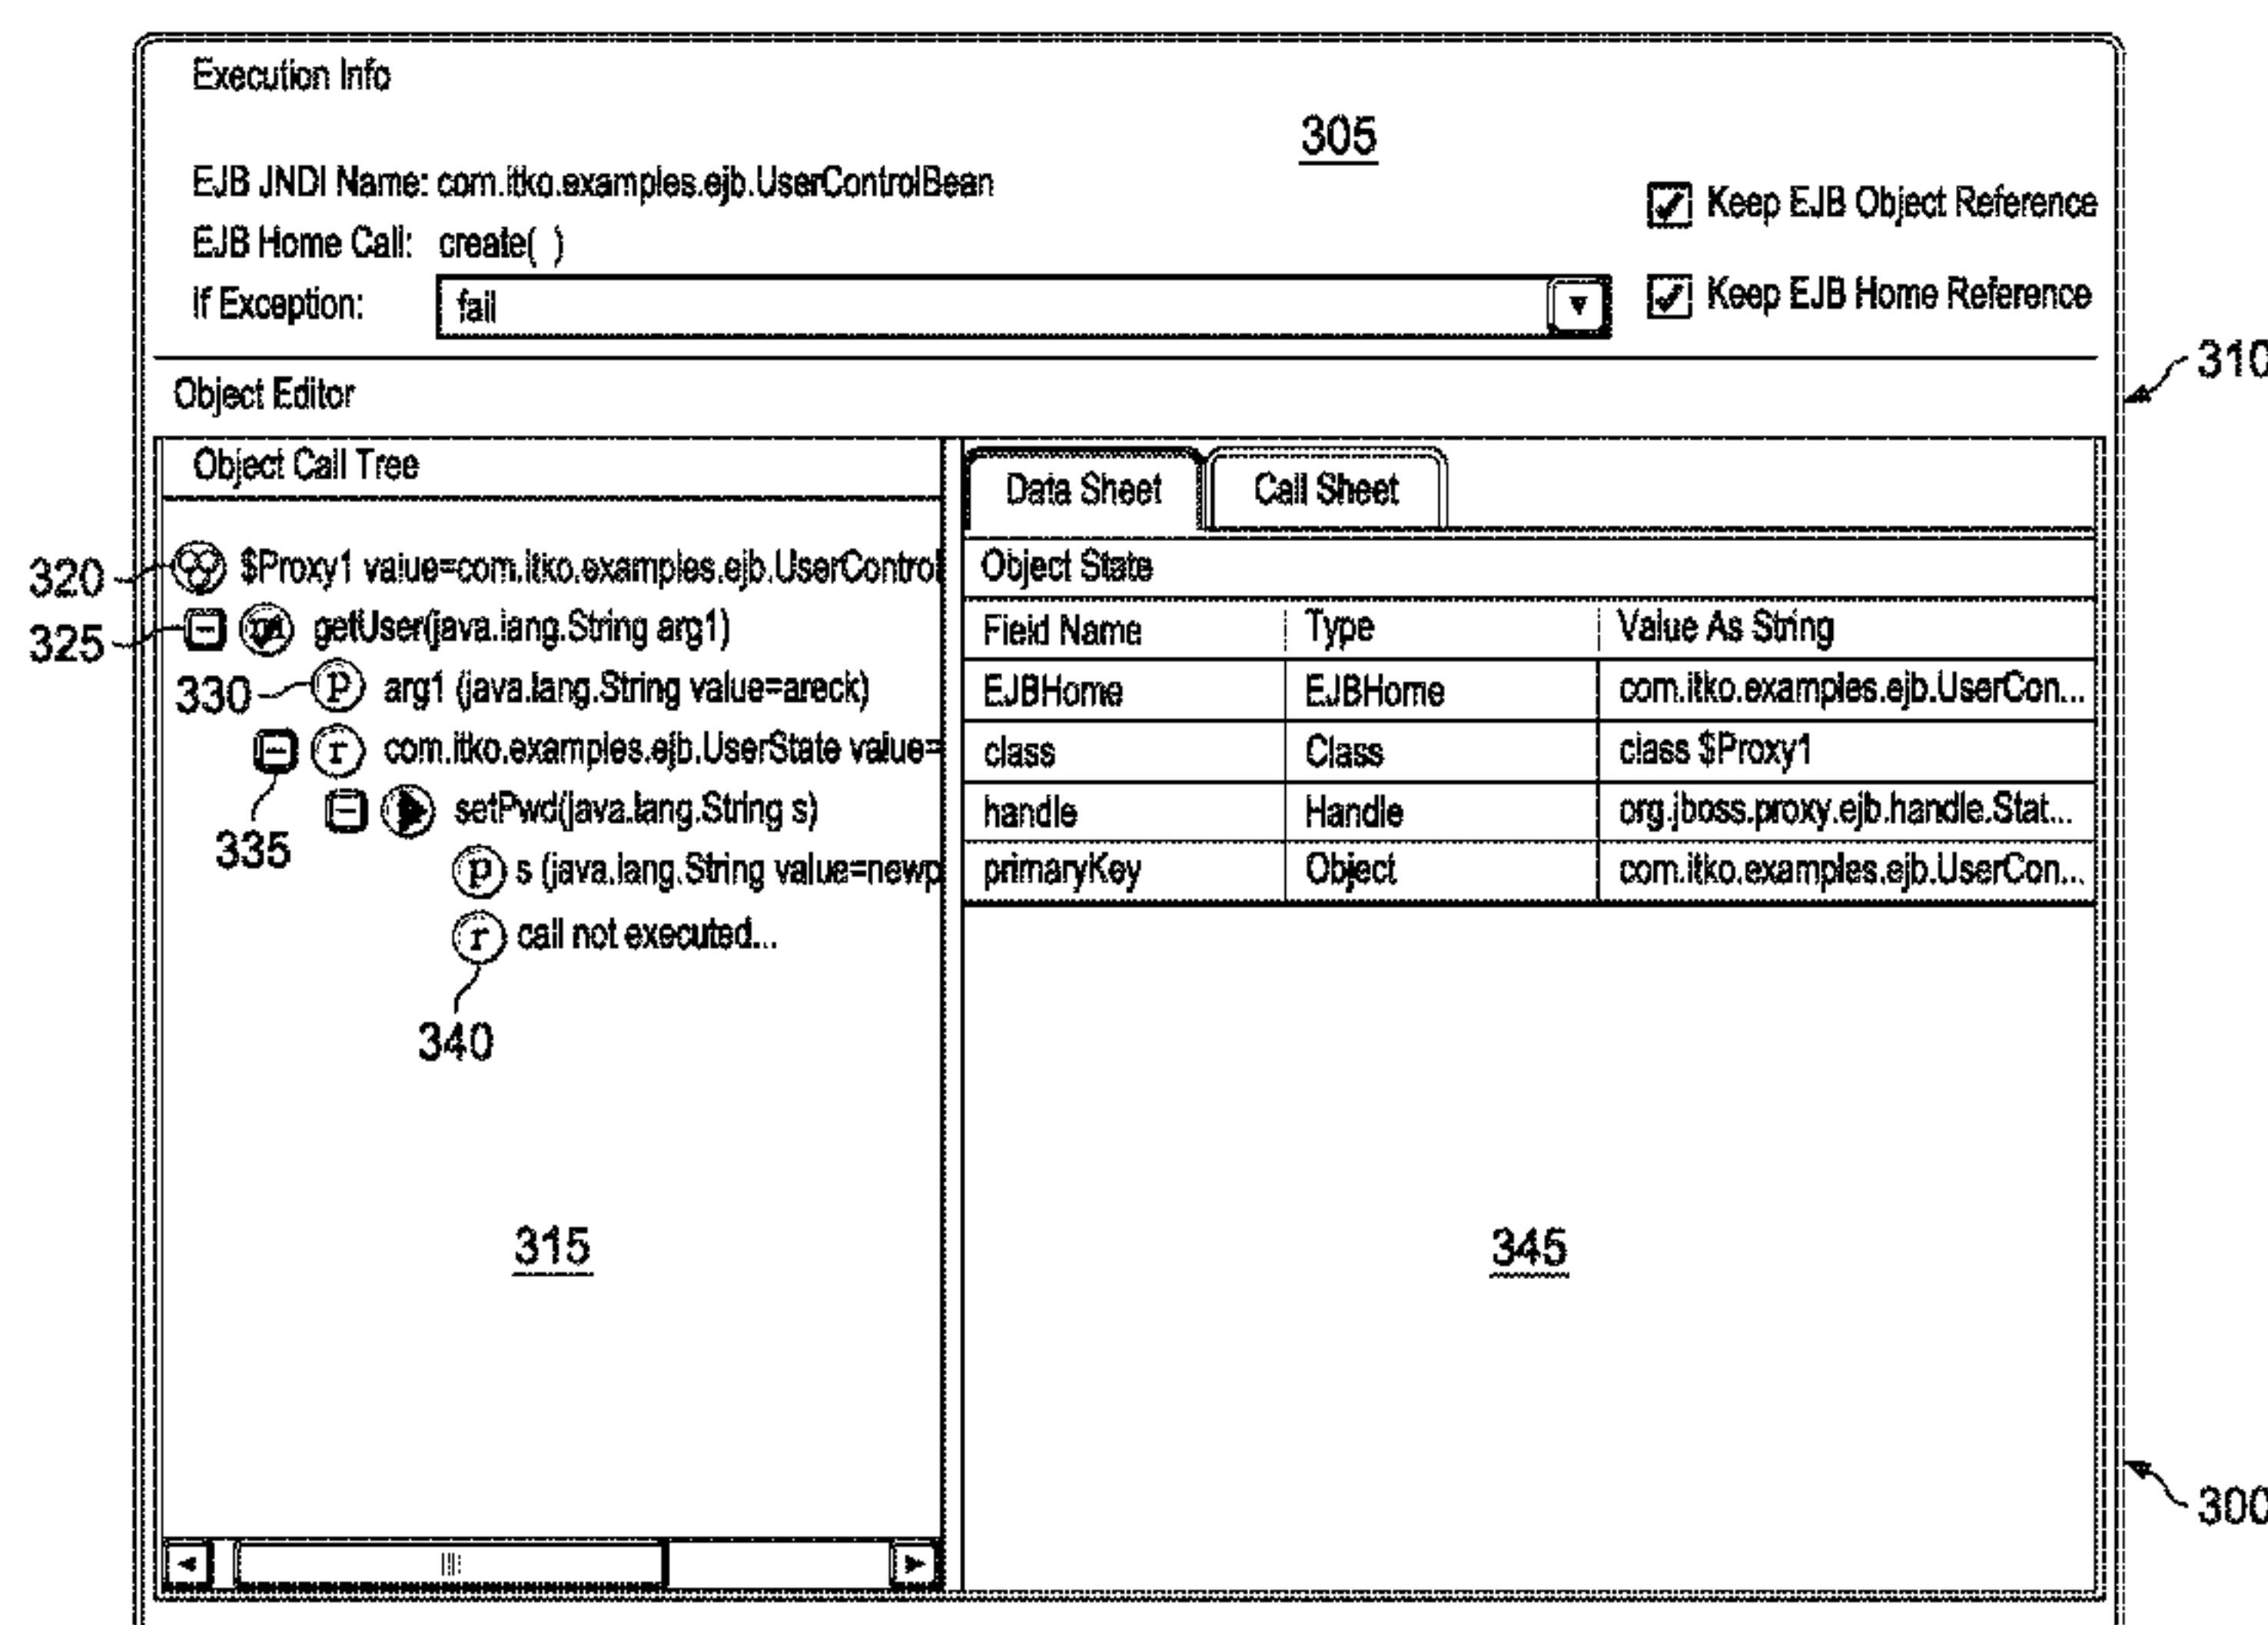 Execution Info
305
EJB JNDI Name: com.itko.examples.ejb.UserControlBean
Keep EJB Object Reference
EJB Home Call: create( )
If Exception: fail
Keep EJB Home Reference
310
Object Editor
Object Call Tree
Data Sheet Call Sheet
320 $Proxy1 value=com.itko.examples.ejb.UserControl
Object State
325 getUser(java.lang.String arg1)
Field Name Type Value As String
330 p arg1 (java.lang.String value=areck)
EJBHome EJBHome com.itko.examples.ejb.UserCon...
r com.itko.examples.ejb.UserState value=
class Class class $Proxy1
335 setPwd(java.lang.String s)
handle Handle org.jboss.proxy.ejb.handle.Stat...
p s (java.lang.String value=newp
primaryKey Object com.itko.examples.ejb.UserCon...
r call not executed...
340
315 345
300